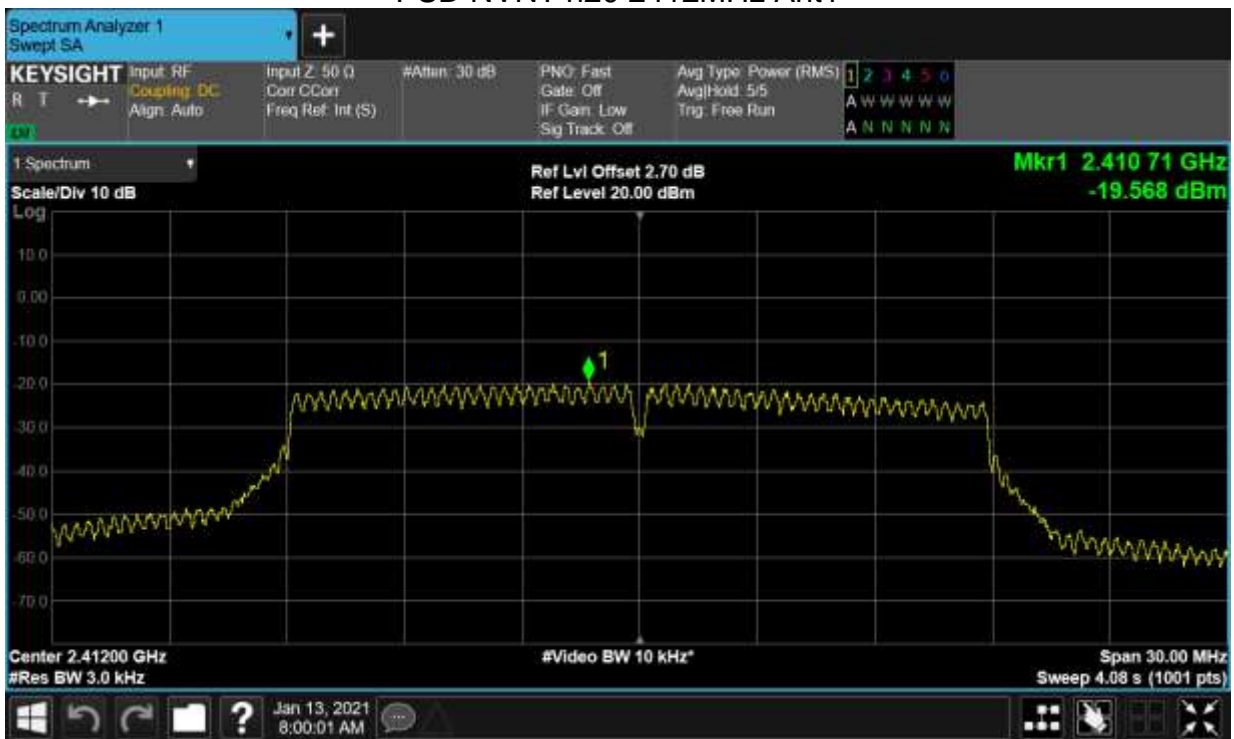 Spectrum Analyzer 1
Swept SA
+
KEYSIGHT
R T
Input: RF
Coupling: DC
Align: Auto
Input Z: 50 Ω
Corr CCorr
Freq Ref: Int (S)
#Atten: 30 dB
PNO: Fast
Gate: Off
IF Gain: Low
Sig Track: Off
Avg Type: Power (RMS)
Avg|Hold: 5/5
Trig: Free Run
1 2 3 4 5 6
A W W W W W
A N N N N N
1 Spectrum
Scale/Div 10 dB
Ref Lvl Offset 2.70 dB
Ref Level 20.00 dBm
Mkr1 2.410 71 GHz
-19.568 dBm
Log
10.0
0.00
-10.0
-20.0
-30.0
-40.0
-50.0
-60.0
-70.0
1
Center 2.41200 GHz
#Res BW 3.0 kHz
#Video BW 10 kHz*
Span 30.00 MHz
Sweep 4.08 s (1001 pts)
?
Jan 13, 2021
8:00:01 AM